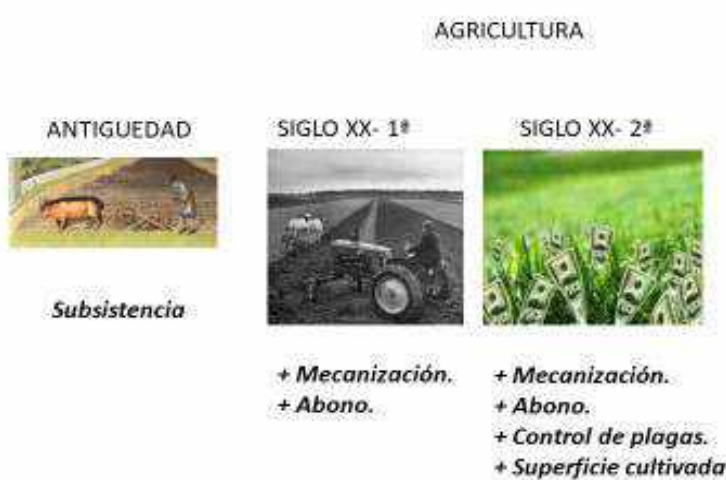 AGRICULTURA
ANTIGUEDAD
SIGLO XX- 1ª
SIGLO XX- 2ª
Subsistencia
+ Mecanización.
+ Abono.
+ Mecanización.
+ Abono.
+ Control de plagas.
+ Superficie cultivada